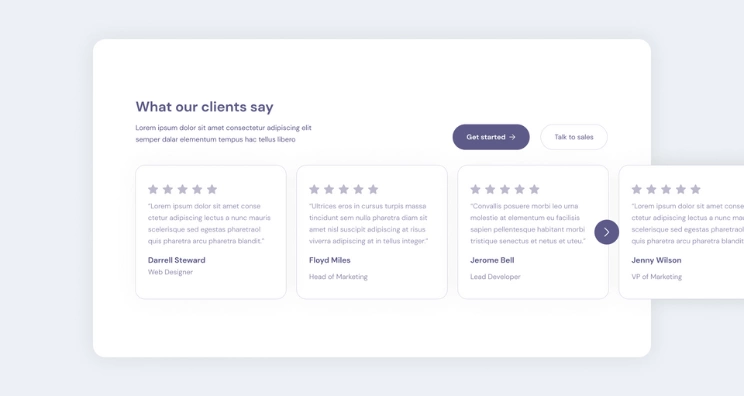 What our clients say
Lorem ipsum dolor sit amet consectetur adipiscing elit
semper dalar elementum tempus hac tellus libero
Get started →
Talk to sales
“Lorem ipsum dolor sit amet conse
ctetur adipiscing lectus a nunc mauris
scelerisque sed egestas pharetraol
quis pharetra arcu pharetra blandit.”
Darrell Steward
Web Designer
“Ultrices eros in cursus turpis massa
tincidunt sem nulla pharetra diam sit
amet nisl suscipit adipiscing at risus
viverra adipiscing at in tellus integer”
Floyd Miles
Head of Marketing
“Convallis posuere morbi leo urna
molestie at elementum eu facilisis
sapien pellentesque habitant morbi
tristique senectus et netus et uteu.”
Jerome Bell
Lead Developer
“Lorem ipsum dolor sit amet conse
ctetur adipiscing lectus a nunc
scelerisque sed egestas pharetraol
quis pharetra arcu pharetra blandit
Jenny Wilson
VP of Marketing